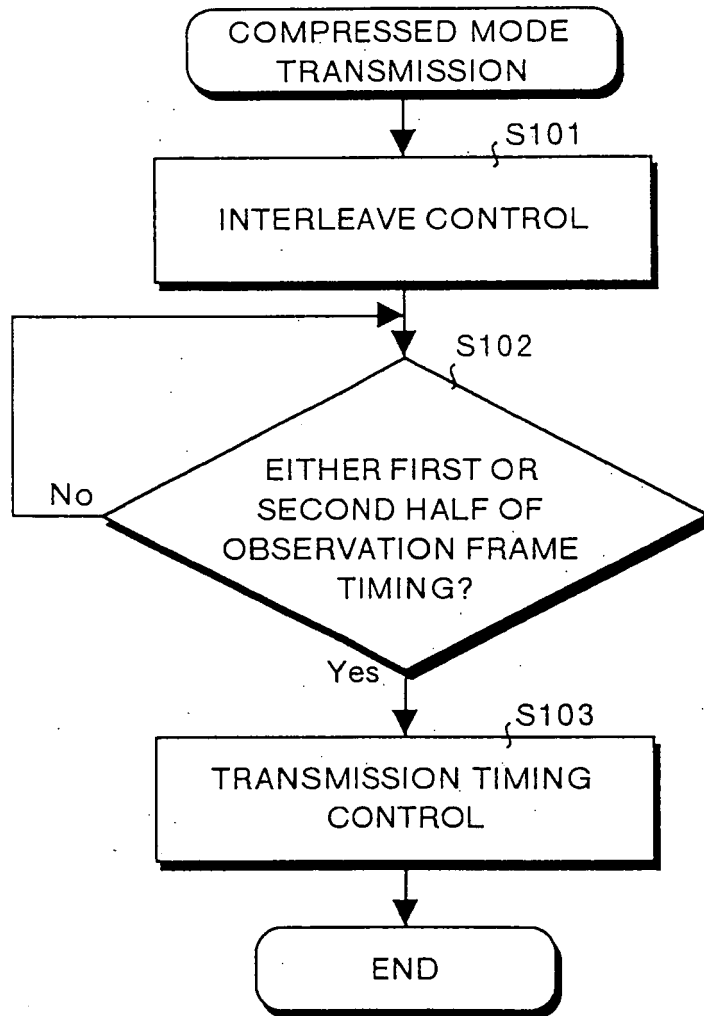 COMPRESSED MODE
TRANSMISSION
S101
INTERLEAVE CONTROL
S102
EITHER FIRST OR
SECOND HALF OF
OBSERVATION FRAME
TIMING?
No
Yes
S103
TRANSMISSION TIMING
CONTROL
END